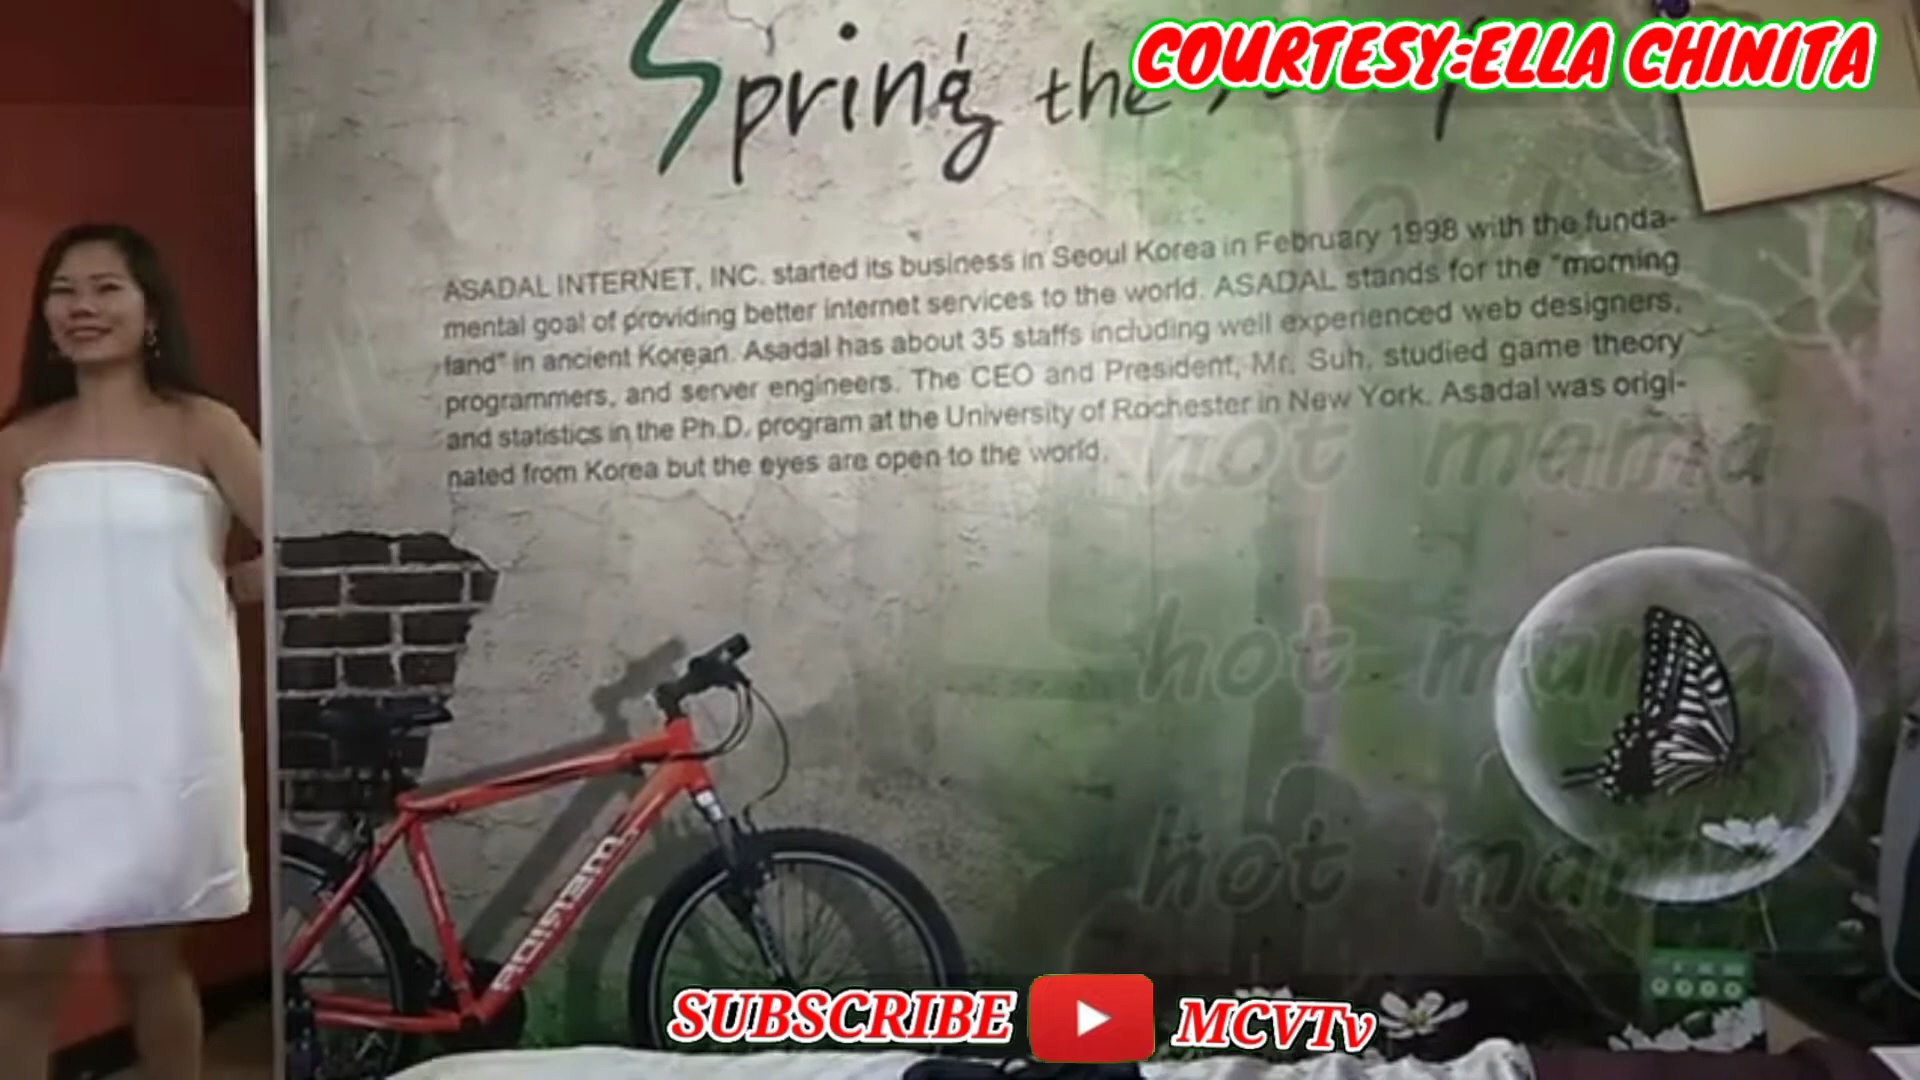 COURTESY:ELLA CHINITA
Spring the
ASADAL INTERNET, INC. started its business in Seoul Korea in February 1998 with the funda-
mental goal of providing better internet services to the world. ASADAL stands for the "morning
land" in ancient Korean. Asadal has about 35 staffs including well experienced web designers,
programmers, and server engineers. The CEO and President, Mr. Suh, studied game theory
and statistics in the Ph.D. program at the University of Rochester in New York. Asadal was origi-
nated from Korea but the eyes are open to the world.
hot mama
hot mama
hot mama
SUBSCRIBE MCVTv